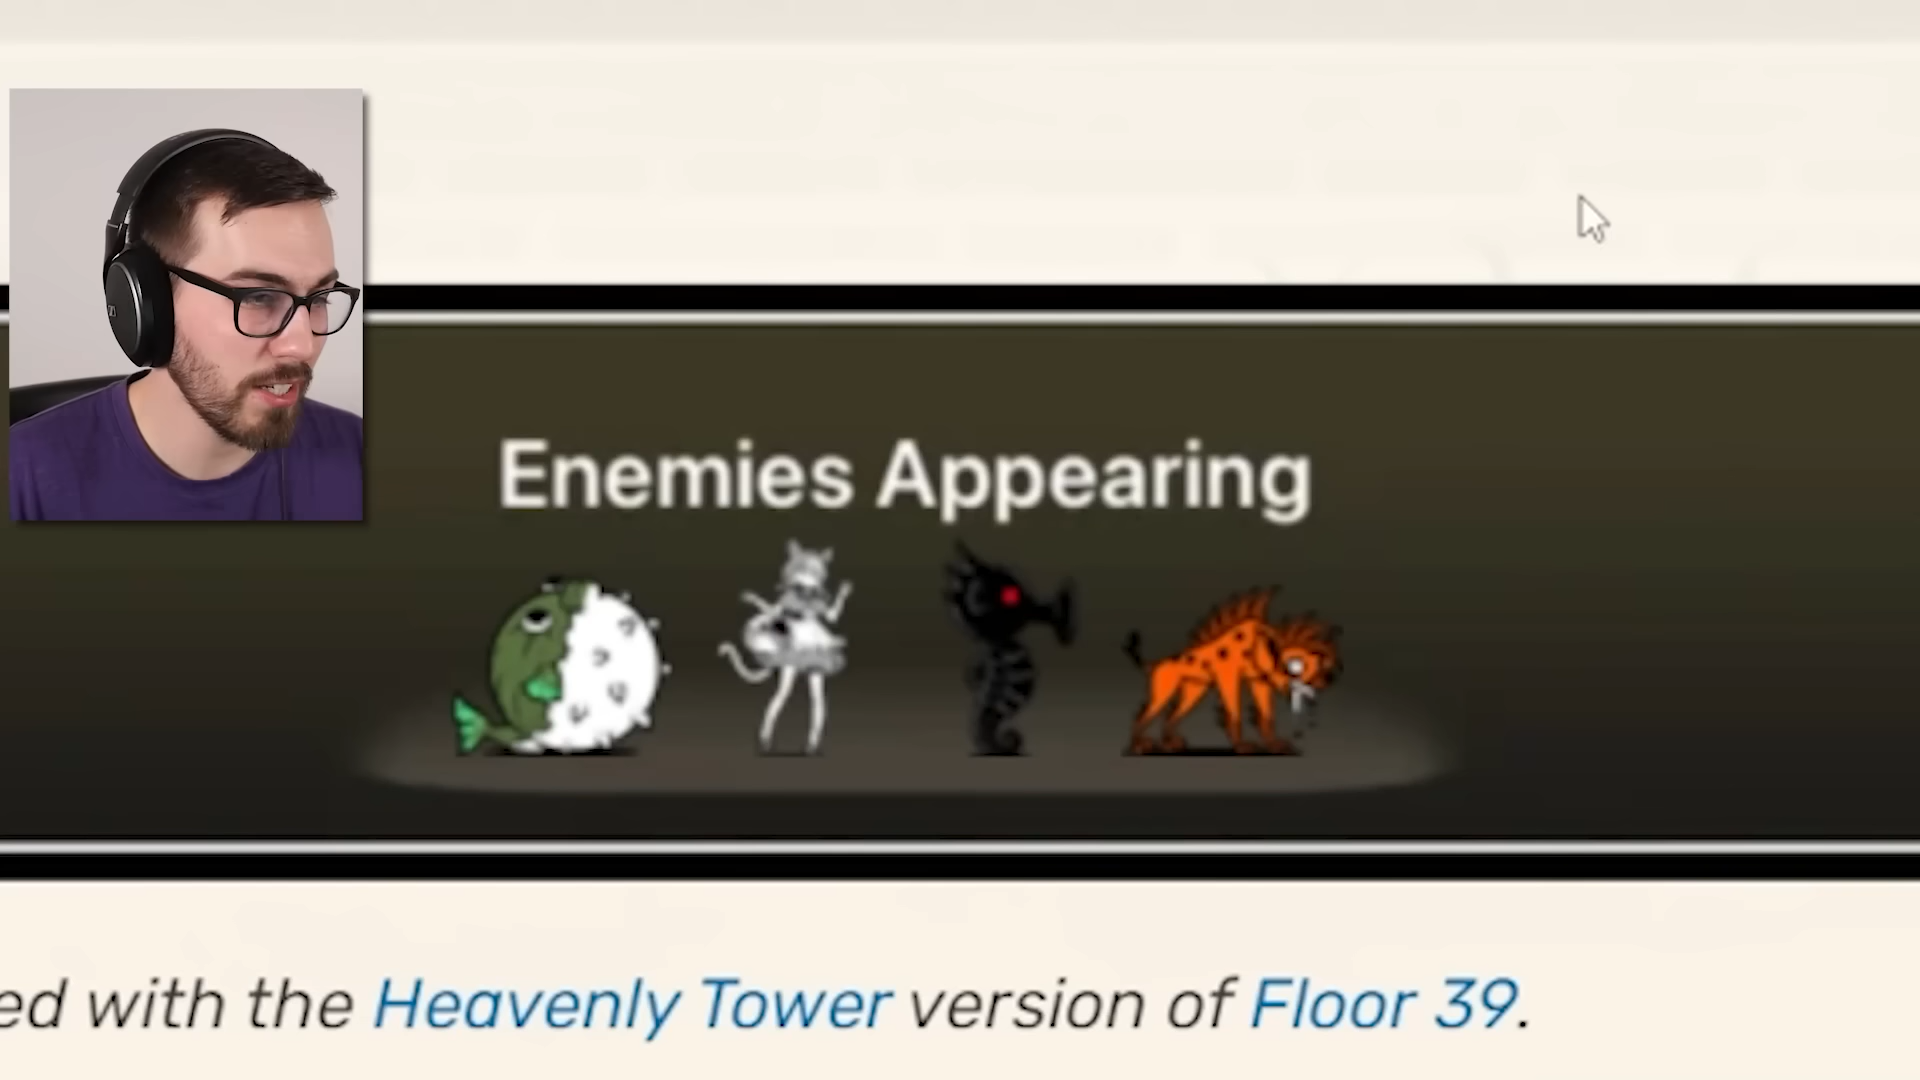 Enemies Appearing
ed with the Heavenly Tower version of Floor 39.